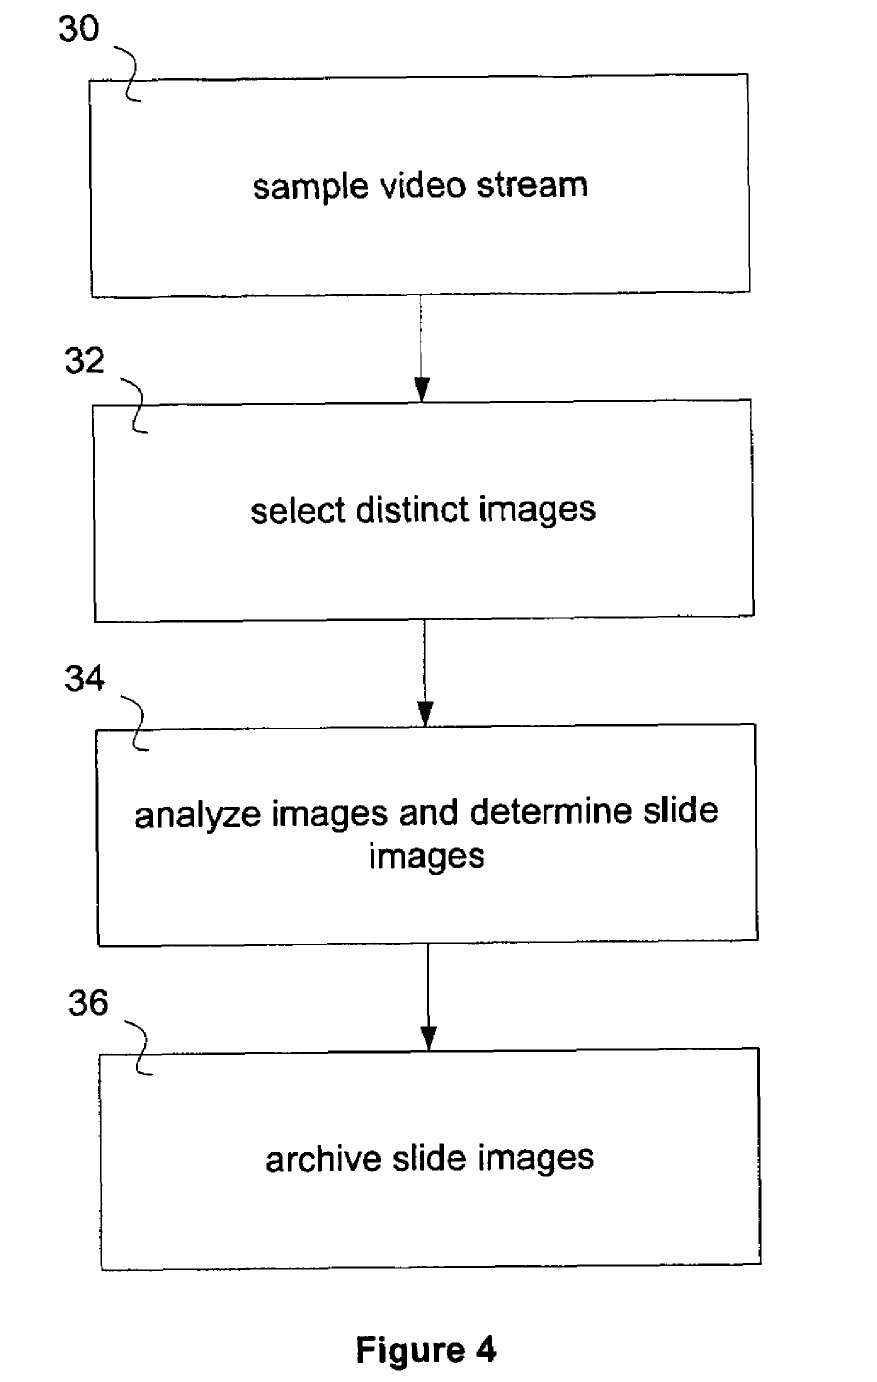 30
sample video stream
32
select distinct images
34
analyze images and determine slide
images
36
archive slide images
Figure 4